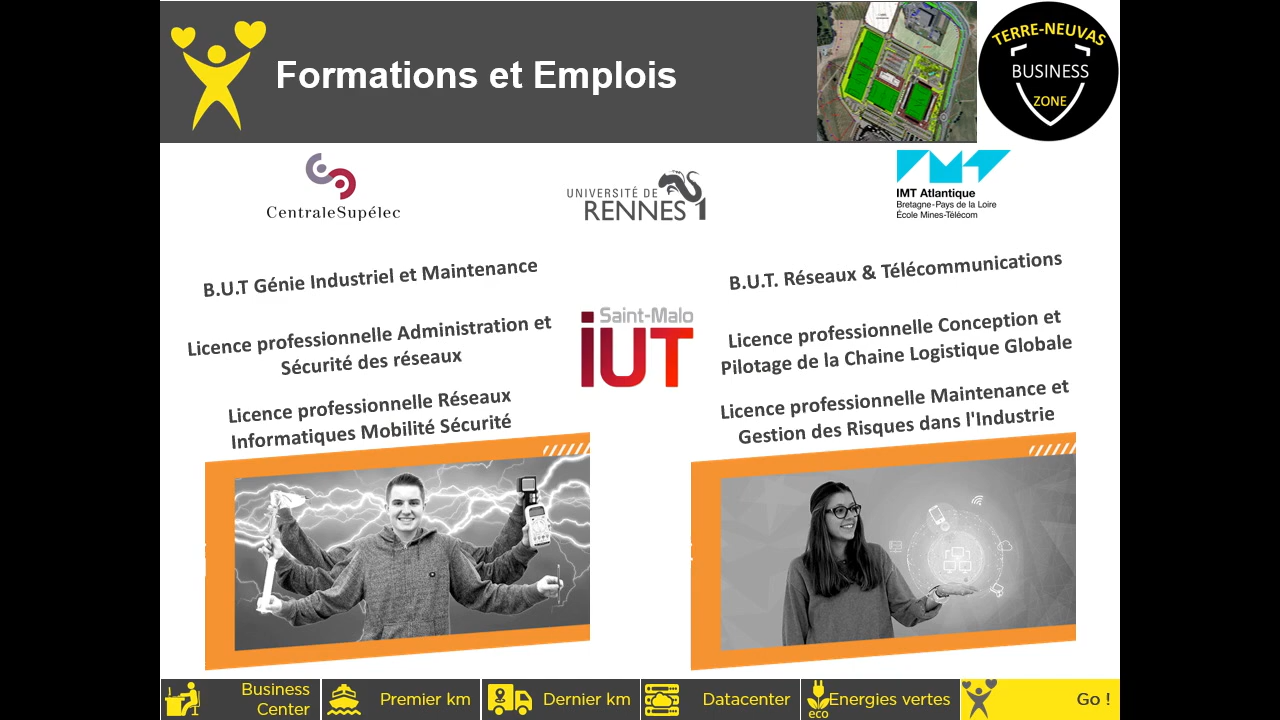 Formations et Emplois
TERRE-NEUVAS
BUSINESS
ZONE
CentraleSupélec
UNIVERSITÉ DE
RENNES 1
IMT Atlantique
Bretagne-Pays de la Loire
École Mines-Télécom
B.U.T Génie Industriel et Maintenance
Licence professionnelle Administration et
Sécurité des réseaux
Licence professionnelle Réseaux
Informatiques Mobilité Sécurité
Saint-Malo
iUT
B.U.T. Réseaux & Télécommunications
Licence professionnelle Conception et
Pilotage de la Chaine Logistique Globale
Licence professionnelle Maintenance et
Gestion des Risques dans l'Industrie
Business
Center
Premier km
Dernier km
Datacenter
eco
Energies vertes
Go !